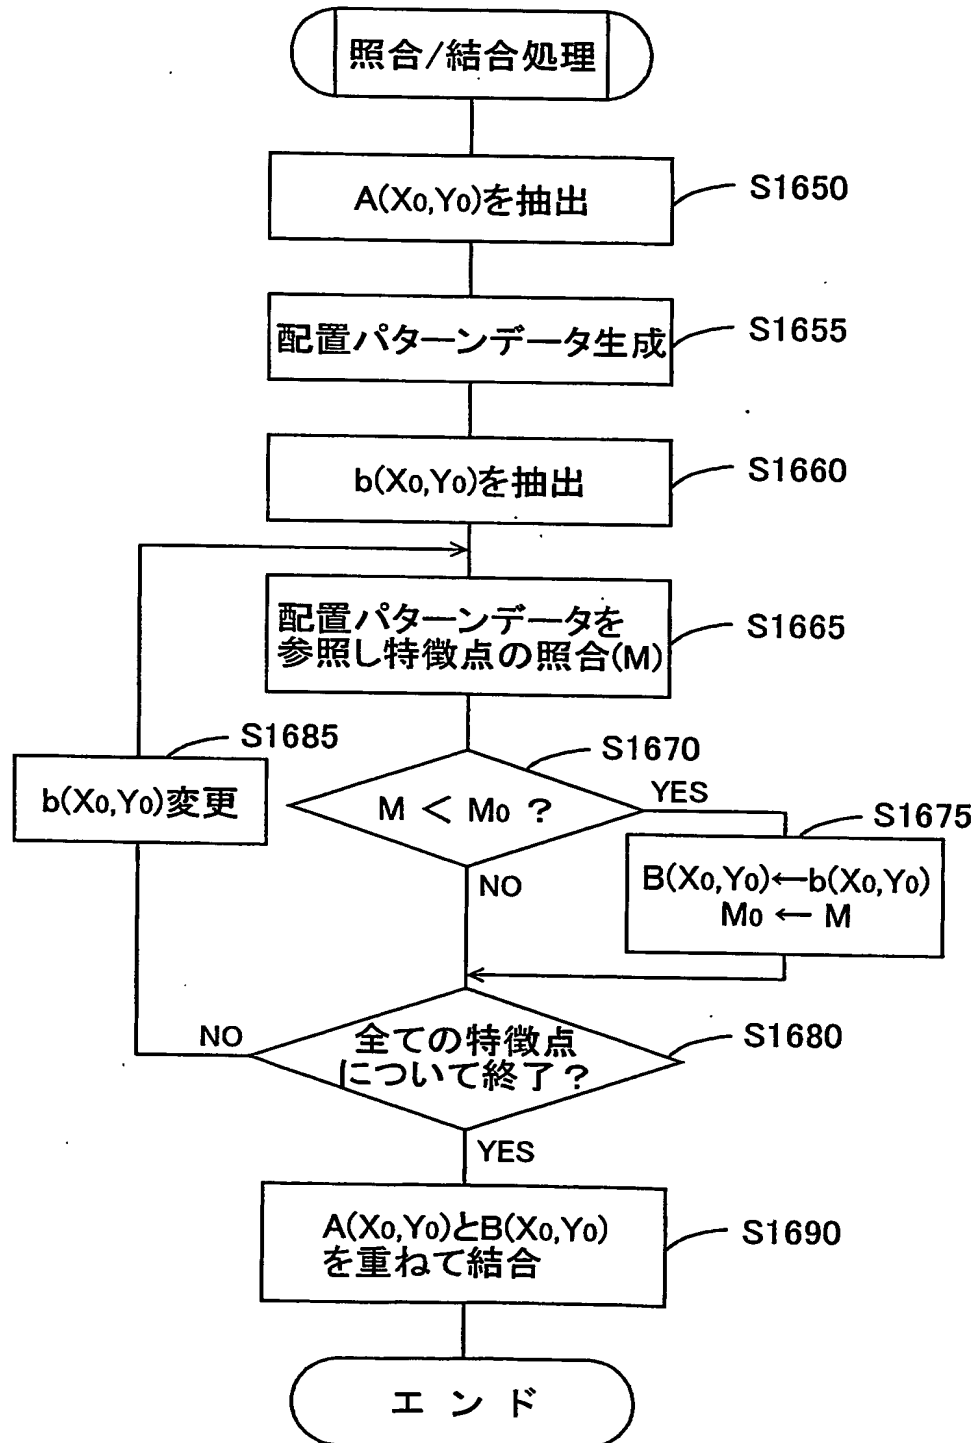 照合/結合処理
A(X0,Y0)を抽出
S1650
配置パターンデータ生成
S1655
b(X0,Y0)を抽出
S1660
配置パターンデータを
参照し特徴点の照合(M)
S1665
S1685
b(X0,Y0)変更
S1670
M < M0 ?
YES
NO
S1675
B(X0,Y0)←b(X0,Y0)
M0 ← M
全ての特徴点
について終了?
S1680
NO
YES
A(X0,Y0)とB(X0,Y0)
を重ねて結合
S1690
エンド